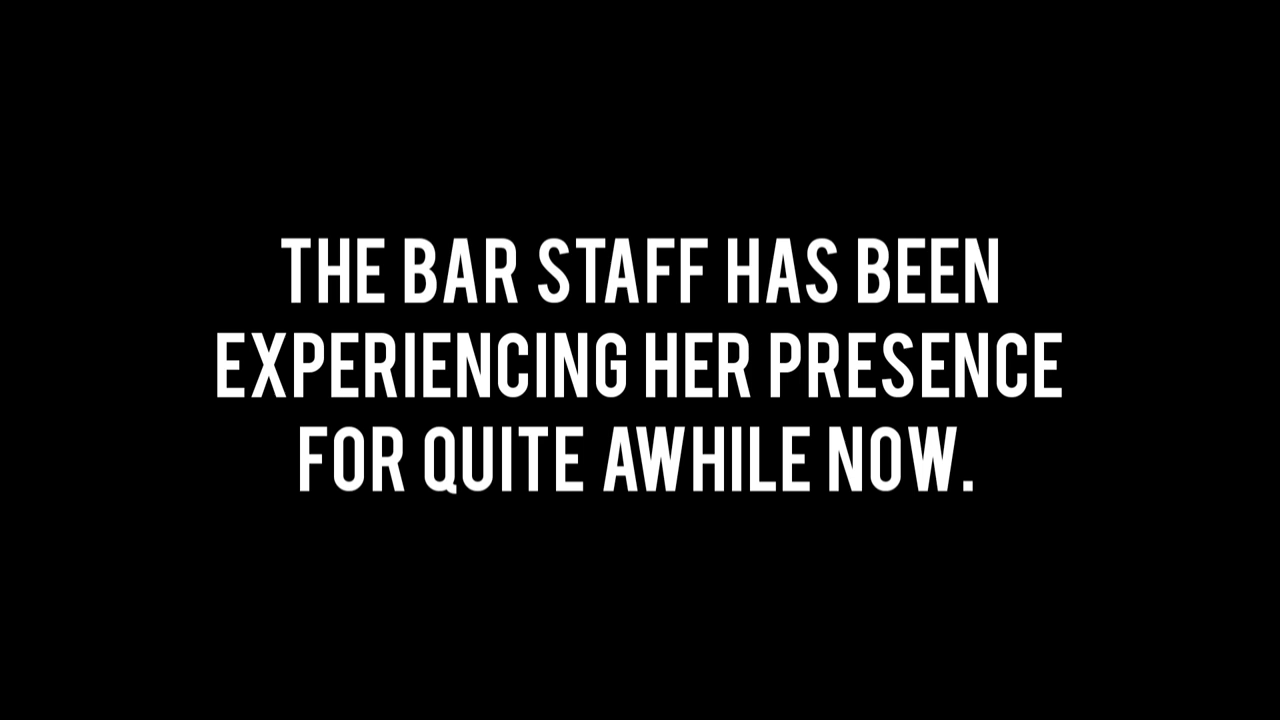 THE BAR STAFF HAS BEEN
EXPERIENCING HER PRESENCE
FOR QUITE AWHILE NOW.